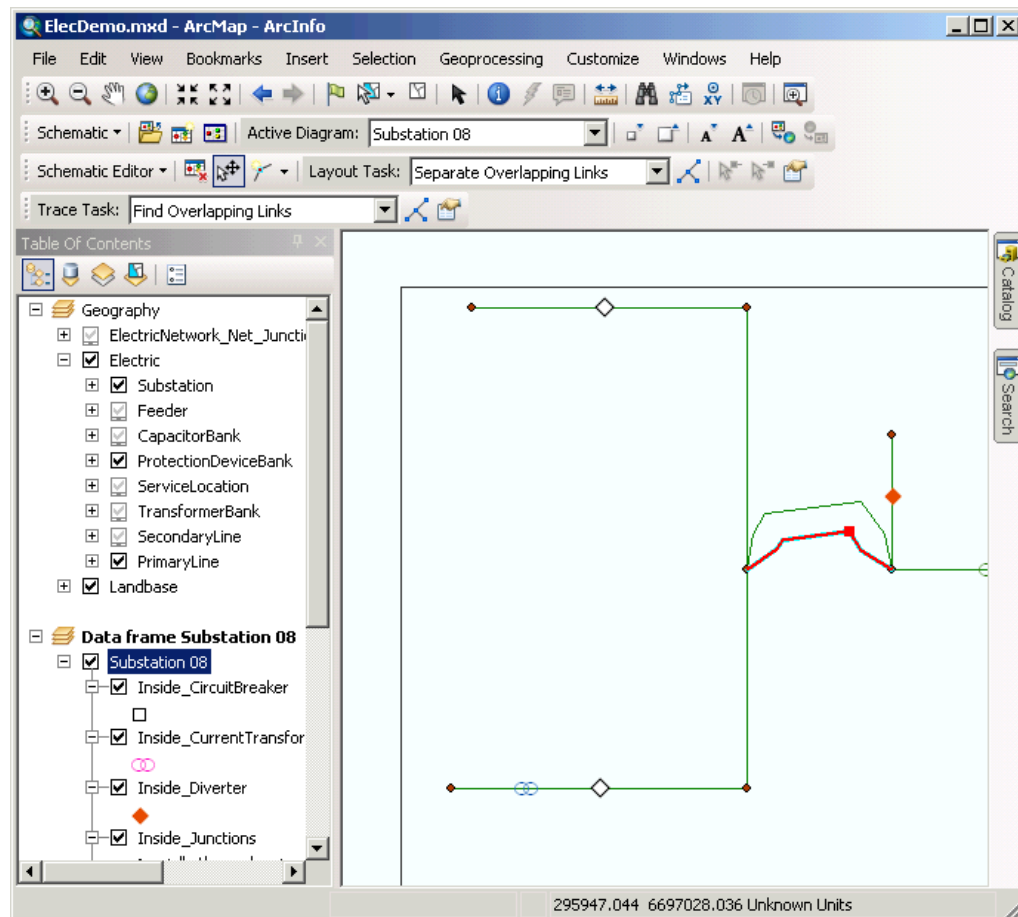 ElecDemo.mxd - ArcMap - ArcInfo
File Edit View Bookmarks Insert Selection Geoprocessing Customize Windows Help
XY
Schematic Active Diagram: Substation 08 A A
Schematic Editor Layout Task: Separate Overlapping Links
Trace Task: Find Overlapping Links
Table Of Contents
Geography
ElectricNetwork_Net_Juncti
Electric
Substation
Feeder
CapacitorBank
ProtectionDeviceBank
ServiceLocation
TransformerBank
SecondaryLine
PrimaryLine
Landbase
Data frame Substation 08
Substation 08
Inside_CircuitBreaker
Inside_CurrentTransfor
Inside_Diverter
Inside_Junctions
Catalog
Search
295947.044 6697028.036 Unknown Units